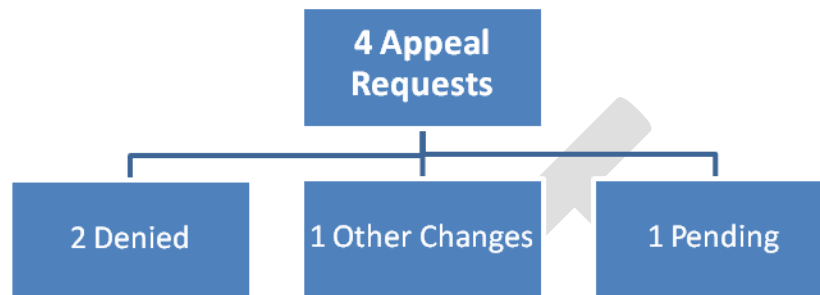 4 Appeal
Requests
2 Denied
1 Other Changes
1 Pending